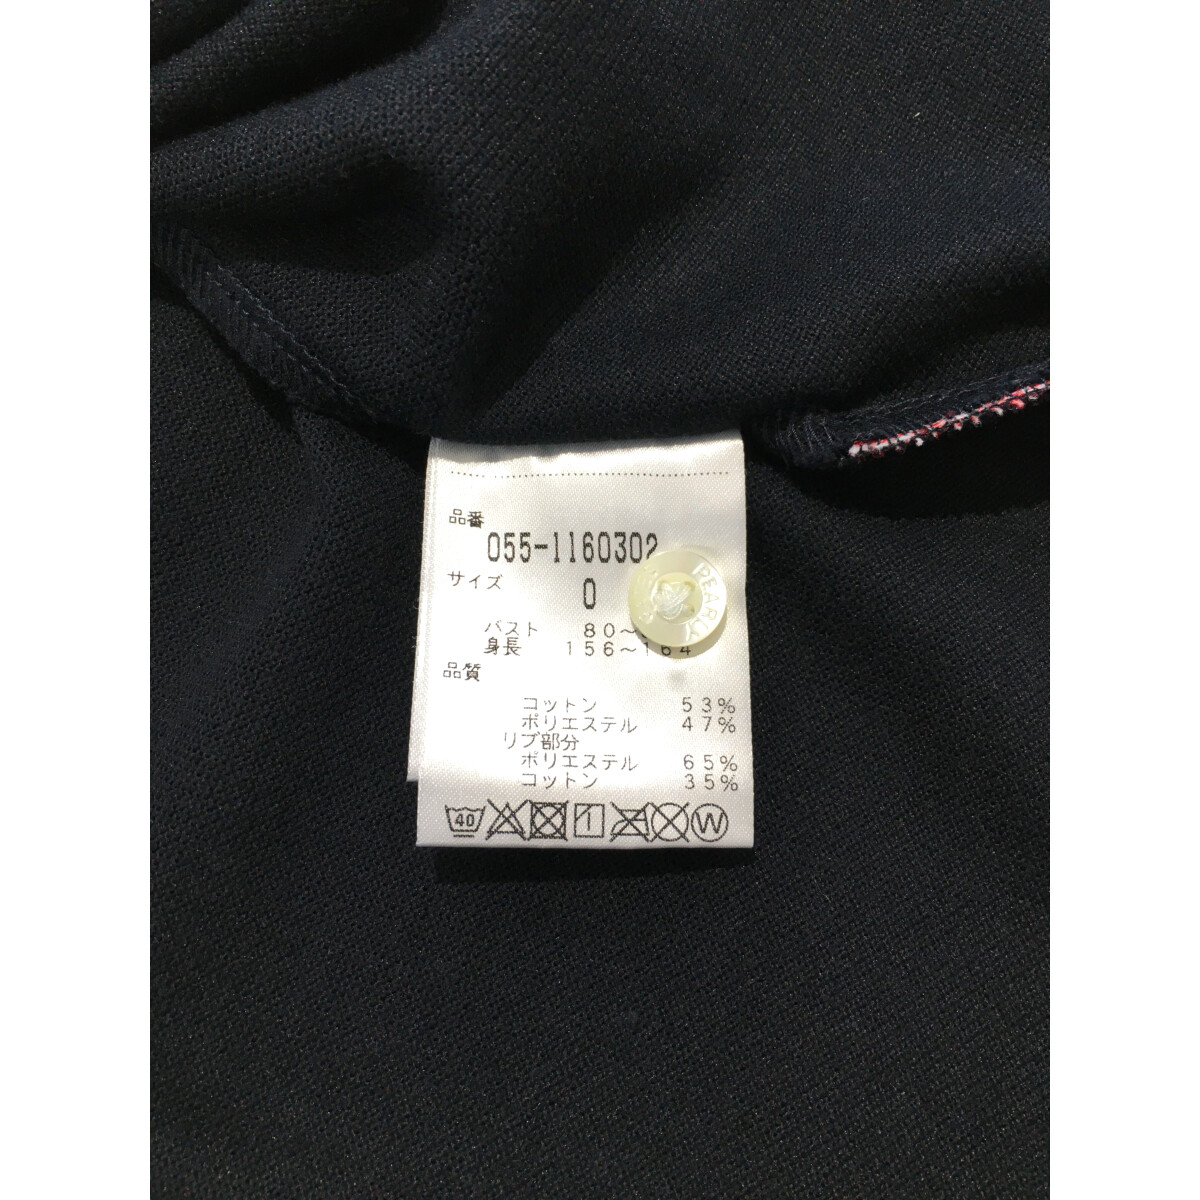 品番
055-1160302
サイズ
0
バスト 80~
身長 156~164
品質
コットン 53%
ポリエステル 47%
リブ部分
ポリエステル 65%
コットン 35%
40 1 W
PEARLY